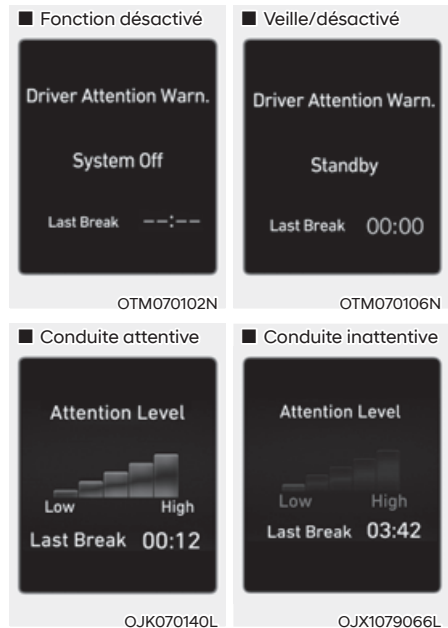 ■ Fonction désactivé
Driver Attention Warn.
System Off
Last Break --:--
OTM070102N
■ Veille/désactivé
Driver Attention Warn.
Standby
Last Break 00:00
OTM070106N
■ Conduite attentive
Attention Level
Low High
Last Break 00:12
OJK070140L
■ Conduite inattentive
Attention Level
Low High
Last Break 03:42
OJX1079066L